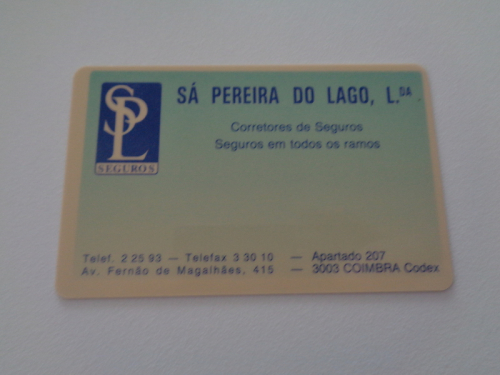 SPL
SEGUROS
SÁ PEREIRA DO LAGO, L.DA
Corretores de Seguros
Seguros em todos os ramos
Telef. 2 25 93 — Telefax 3 30 10 — Apartado 207
Av. Fernão de Magalhães, 415 — 3003 COIMBRA Codex